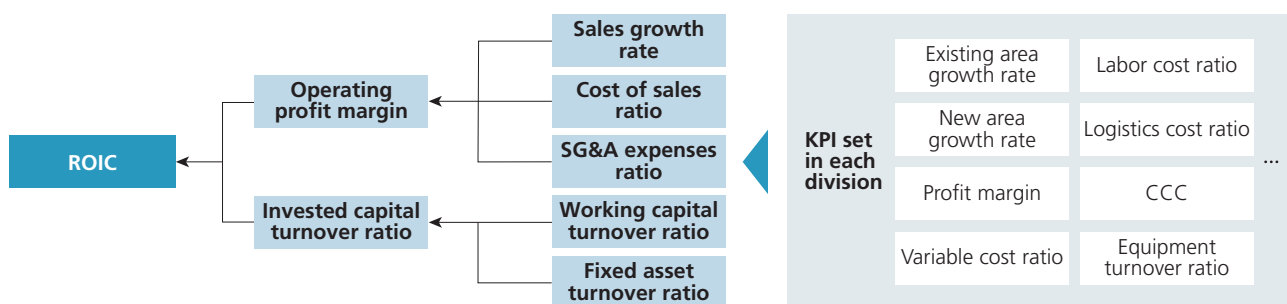 ROIC
Operating
profit margin
Invested capital
turnover ratio
Sales growth
rate
Cost of sales
ratio
SG&A expenses
ratio
Working capital
turnover ratio
Fixed asset
turnover ratio
KPI set
in each
division
Existing area
growth rate
Labor cost ratio
New area
growth rate
Logistics cost ratio
Profit margin
CCC
Variable cost ratio
Equipment
turnover ratio
...